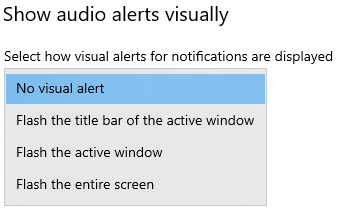 Show audio alerts visually
Select how visual alerts for notifications are displayed
No visual alert
Flash the title bar of the active window
Flash the active window
Flash the entire screen